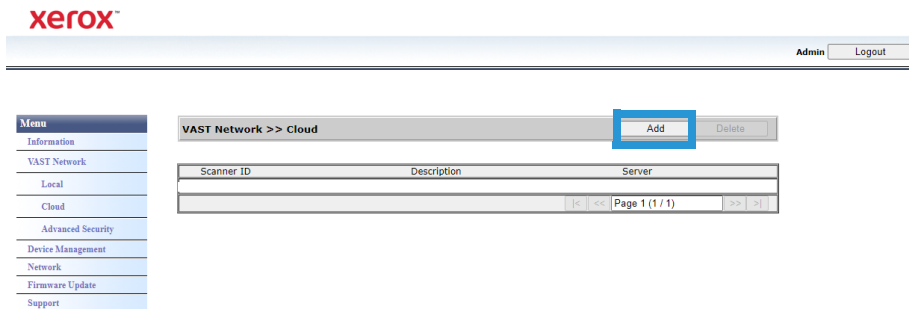 xerox™
Admin Logout
Menu
Information
VAST Network
Local
Cloud
Advanced Security
Device Management
Network
Firmware Update
Support
VAST Network >> Cloud Add Delete
Scanner ID Description Server
|< << Page 1 (1 / 1) >> >|